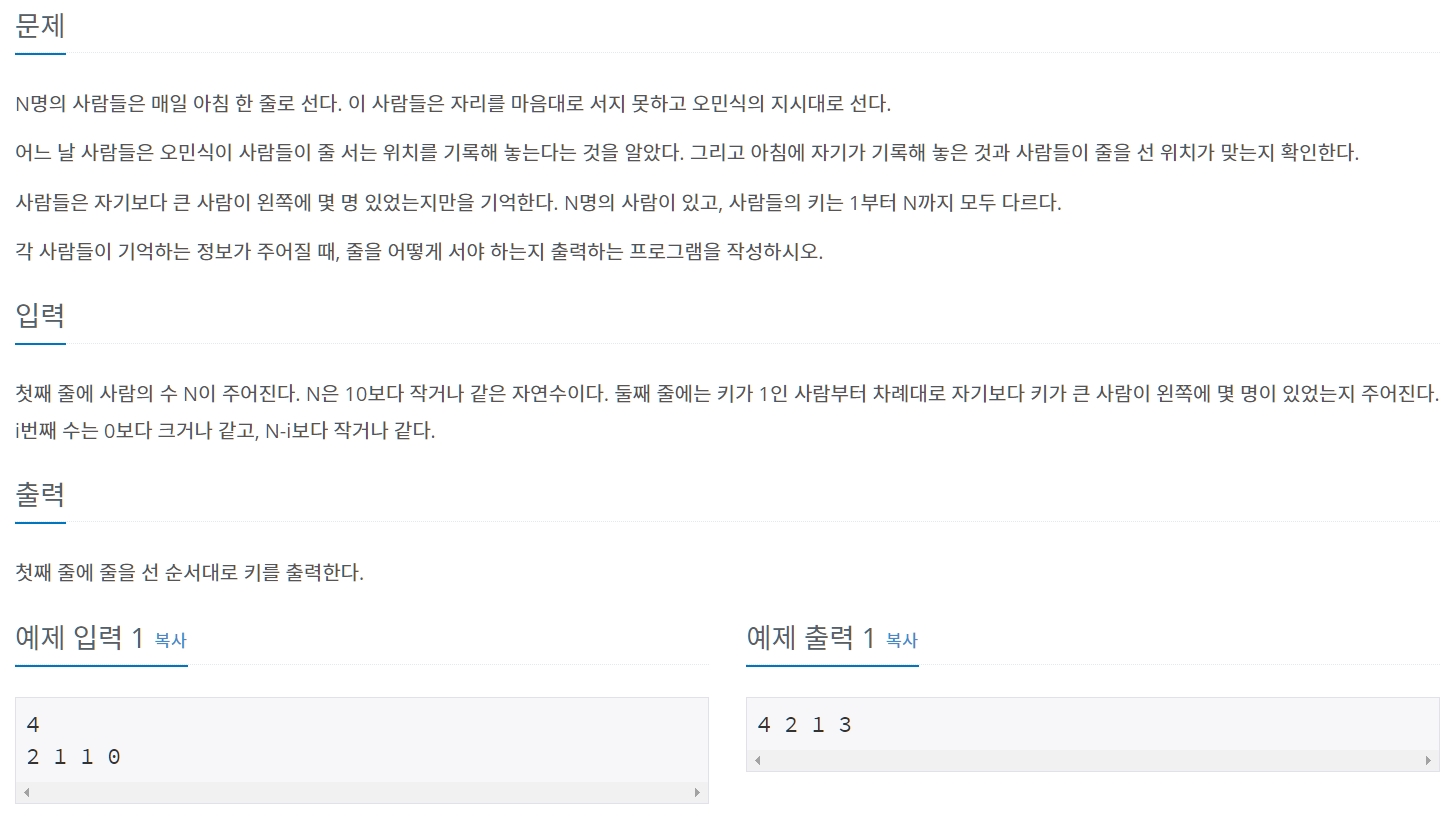 문제
N명의 사람들은 매일 아침 한 줄로 선다. 이 사람들은 자리를 마음대로 서지 못하고 오민식의 지시대로 선다.
어느 날 사람들은 오민식이 사람들이 줄 서는 위치를 기록해 놓는다는 것을 알았다. 그리고 아침에 자기가 기록해 놓은 것과 사람들이 줄을 선 위치가 맞는지 확인한다.
사람들은 자기보다 큰 사람이 왼쪽에 몇 명 있었는지만을 기억한다. N명의 사람이 있고, 사람들의 키는 1부터 N까지 모두 다르다.
각 사람들이 기억하는 정보가 주어질 때, 줄을 어떻게 서야 하는지 출력하는 프로그램을 작성하시오.
입력
첫째 줄에 사람의 수 N이 주어진다. N은 10보다 작거나 같은 자연수이다. 둘째 줄에는 키가 1인 사람부터 차례대로 자기보다 키가 큰 사람이 왼쪽에 몇 명이 있었는지 주어진다.
i번째 수는 0보다 크거나 같고, N-i보다 작거나 같다.
출력
첫째 줄에 줄을 선 순서대로 키를 출력한다.
예제 입력 1 복사
4
2 1 1 0
예제 출력 1 복사
4 2 1 3